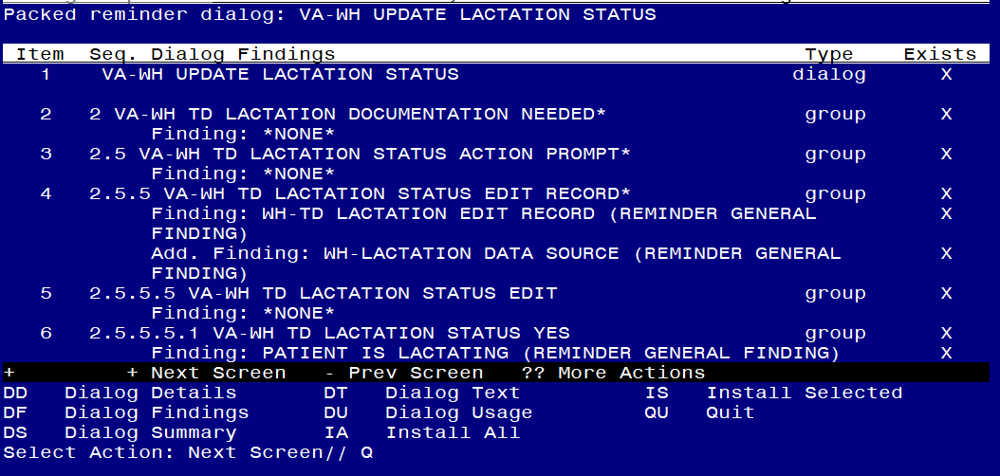 Packed reminder dialog: VA-WH UPDATE LACTATION STATUS
Item  Seq. Dialog Findings  Type  Exists
1  VA-WH UPDATE LACTATION STATUS  dialog  X
2  2 VA-WH TD LACTATION DOCUMENTATION NEEDED*  group  X
Finding: *NONE*
3  2.5 VA-WH TD LACTATION STATUS ACTION PROMPT*  group  X
Finding: *NONE*
4  2.5.5 VA-WH TD LACTATION STATUS EDIT RECORD*  group  X
Finding: WH-TD LACTATION EDIT RECORD (REMINDER GENERAL  X
FINDING)
Add. Finding: WH-LACTATION DATA SOURCE (REMINDER GENERAL  X
FINDING)
5  2.5.5.5 VA-WH TD LACTATION STATUS EDIT  group  X
Finding: *NONE*
6  2.5.5.5.1 VA-WH TD LACTATION STATUS YES  group  X
Finding: PATIENT IS LACTATING (REMINDER GENERAL FINDING)  X
+  + Next Screen  - Prev Screen  ?? More Actions
DD  Dialog Details  DT  Dialog Text  IS  Install Selected
DF  Dialog Findings  DU  Dialog Usage  QU  Quit
DS  Dialog Summary  IA  Install All
Select Action: Next Screen// Q